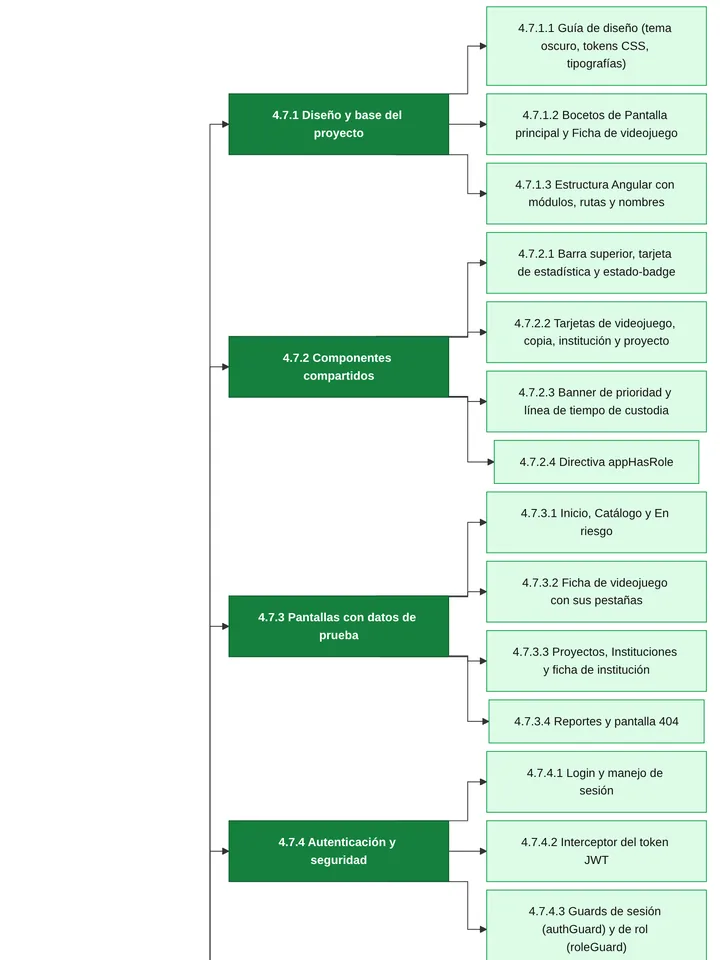 4.7.1 Diseño y base del
proyecto
4.7.1.1 Guía de diseño (tema
oscuro, tokens CSS,
tipografías)
4.7.1.2 Bocetos de Pantalla
principal y Ficha de videojuego
4.7.1.3 Estructura Angular con
módulos, rutas y nombres
4.7.2 Componentes
compartidos
4.7.2.1 Barra superior, tarjeta
de estadística y estado-badge
4.7.2.2 Tarjetas de videojuego,
copia, institución y proyecto
4.7.2.3 Banner de prioridad y
línea de tiempo de custodia
4.7.2.4 Directiva appHasRole
4.7.3 Pantallas con datos de
prueba
4.7.3.1 Inicio, Catálogo y En
riesgo
4.7.3.2 Ficha de videojuego
con sus pestañas
4.7.3.3 Proyectos, Instituciones
y ficha de institución
4.7.3.4 Reportes y pantalla 404
4.7.4 Autenticación y
seguridad
4.7.4.1 Login y manejo de
sesión
4.7.4.2 Interceptor del token
JWT
4.7.4.3 Guards de sesión
(authGuard) y de rol
(roleGuard)